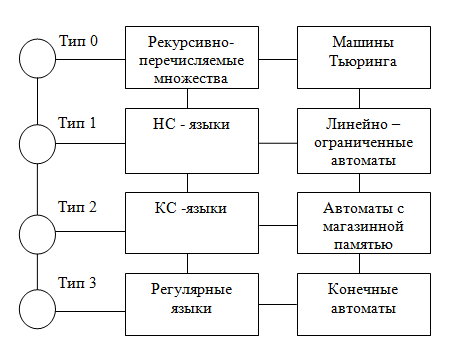 Тип 0
Рекурсивно-
перечисляемые
множества
Машины
Тьюринга
Тип 1
НС - языки
Линейно –
ограниченные
автоматы
Тип 2
КС -языки
Автоматы с
магазинной
памятью
Тип 3
Регулярные
языки
Конечные
автоматы